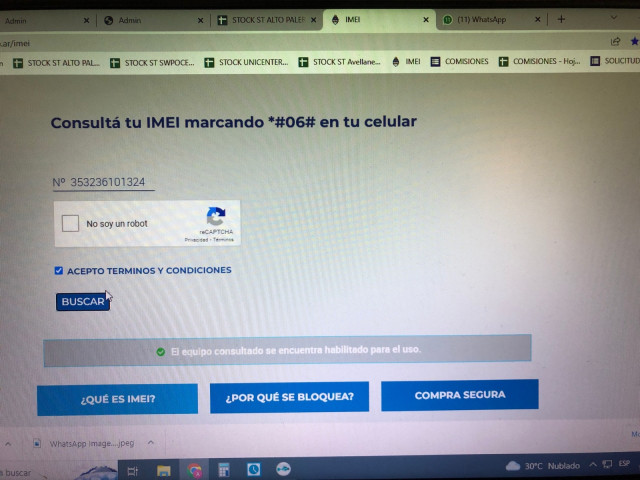 Admin
Admin
STOCK ST ALTO PALER
IMEI
(11) WhatsApp
.ar/imei
STOCK ST ALTO PAL...
STOCK ST SWPOCE...
STOCK UNICENTER...
STOCK ST Avellane...
IMEI
COMISIONES
COMISIONES - Hoj...
SOLICITUD
Consultá tu IMEI marcando *#06# en tu celular
Nº 353236101324
No soy un robot
reCAPTCHA
Privacidad - Términos
ACEPTO TERMINOS Y CONDICIONES
BUSCAR
El equipo consultado se encuentra habilitado para el uso.
¿QUÉ ES IMEI?
¿POR QUÉ SE BLOQUEA?
COMPRA SEGURA
WhatsApp Image....jpeg
buscar
30°C Nublado
ESP